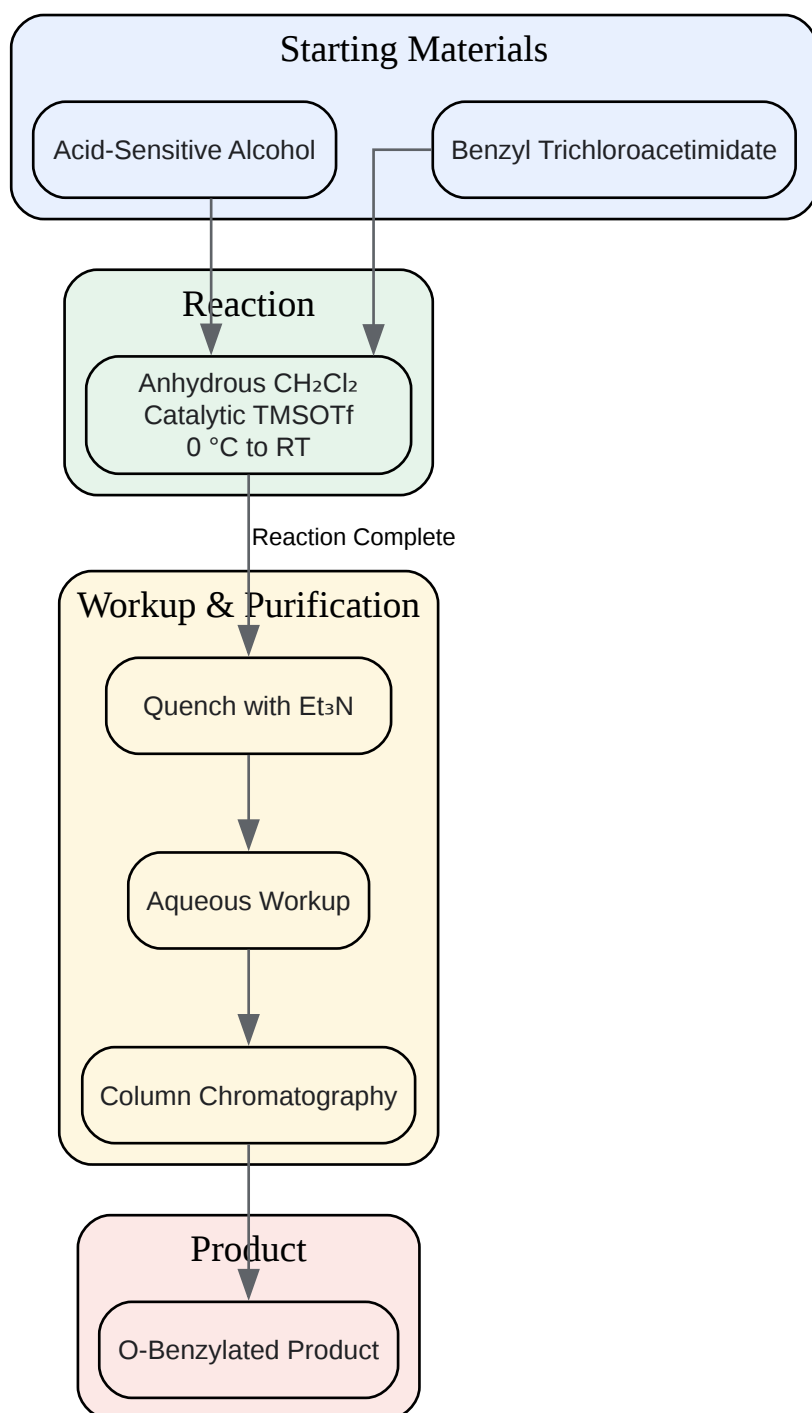 Starting Materials
Acid-Sensitive Alcohol
Benzyl Trichloroacetimidate
Reaction
Anhydrous CH₂Cl₂
Catalytic TMSOTf
0 °C to RT
Reaction Complete
Workup & Purification
Quench with Et₃N
Aqueous Workup
Column Chromatography
Product
O-Benzylated Product